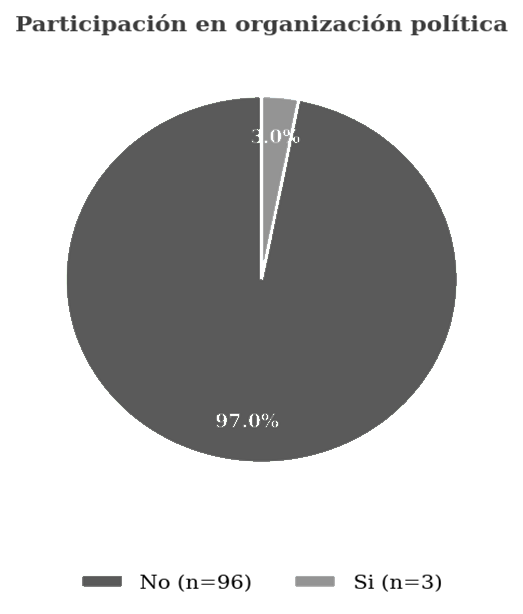 Participación en organización política
3.0%
97.0%
No (n=96) Si (n=3)